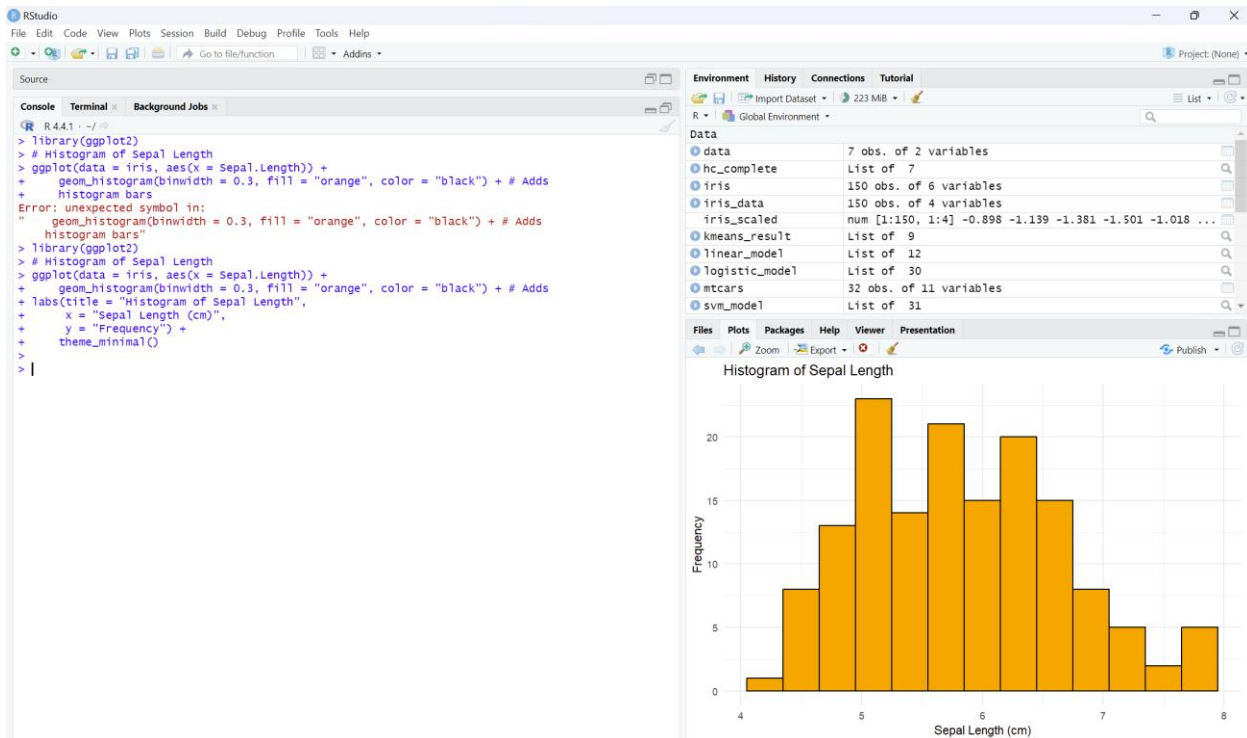 RStudio
File Edit Code View Plots Session Build Debug Profile Tools Help
Go to file/function Addins
Project: (None)
Source
Console Terminal Background Jobs
R 4.4.1 · ~/
> library(ggplot2)
> # Histogram of Sepal Length
> ggplot(data = iris, aes(x = Sepal.Length)) +
+     geom_histogram(binwidth = 0.3, fill = "orange", color = "black") + # Adds
+     histogram bars
Error: unexpected symbol in:
"    geom_histogram(binwidth = 0.3, fill = "orange", color = "black") + # Adds
    histogram bars"
> library(ggplot2)
> # Histogram of Sepal Length
> ggplot(data = iris, aes(x = Sepal.Length)) +
+     geom_histogram(binwidth = 0.3, fill = "orange", color = "black") + # Adds
+ labs(title = "Histogram of Sepal Length",
+      x = "Sepal Length (cm)",
+      y = "Frequency") +
+     theme_minimal()
>
>
Environment History Connections Tutorial
Import Dataset 223 MiB List
R Global Environment
Data
data 7 obs. of 2 variables
hc_complete List of 7
iris 150 obs. of 6 variables
iris_data 150 obs. of 4 variables
iris_scaled num [1:150, 1:4] -0.898 -1.139 -1.381 -1.501 -1.018 ...
kmeans_result List of 9
linear_model List of 12
logistic_model List of 30
mtcars 32 obs. of 11 variables
svm_model List of 31
Files Plots Packages Help Viewer Presentation
Zoom Export Publish
Histogram of Sepal Length
20
15
10
5
0
Frequency
4 5 6 7 8
Sepal Length (cm)